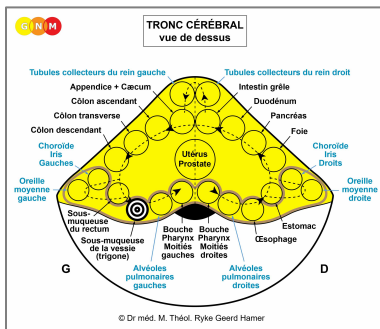 G N M
TRONC CÉRÉBRAL
vue de dessus
Tubules collecteurs du rein gauche
Tubules collecteurs du rein droit
Appendice + Cæcum
Intestin grêle
Côlon ascendant
Duodénum
Côlon transverse
Pancréas
Côlon descendant
Foie
Choroïde
Iris
Gauches
Choroïde
Iris
Droits
Utérus
Prostate
Oreille
moyenne
gauche
Oreille
moyenne
droite
Sous-
muqueuse
du rectum
Sous-muqueuse
de la vessie
(trigone)
Bouche
Pharynx
Moitiés
gauches
Bouche
Pharynx
Moitiés
droites
Estomac
Œsophage
Alvéoles
pulmonaires
gauches
Alvéoles
pulmonaires
droites
G
D
© Dr méd. M. Théol. Ryke Geerd Hamer